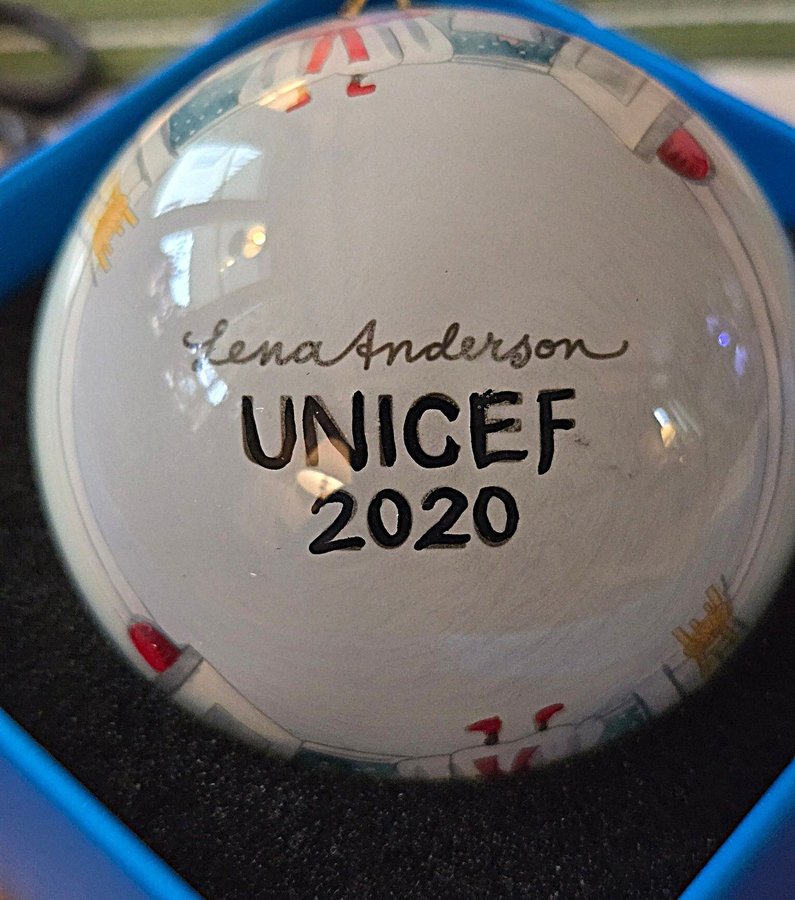 Lena Anderson
UNICEF
2020